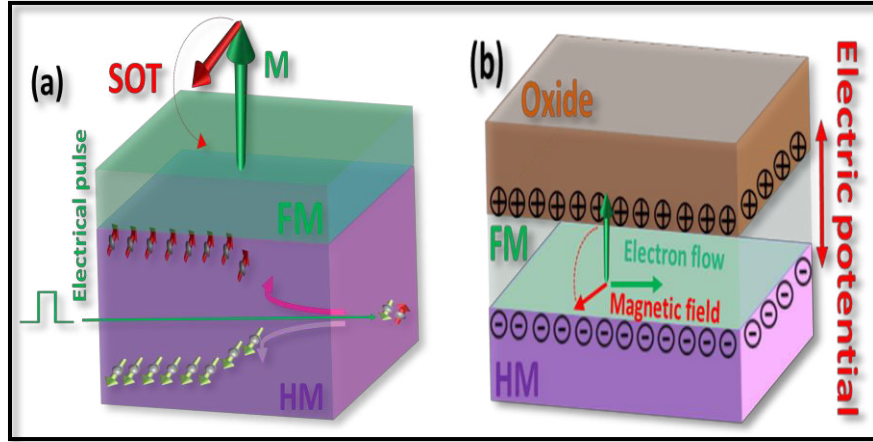 (a)
SOT
M
Electrical pulse
FM
HM
(b)
Oxide
FM
Electron flow
Magnetic field
HM
Electric potential